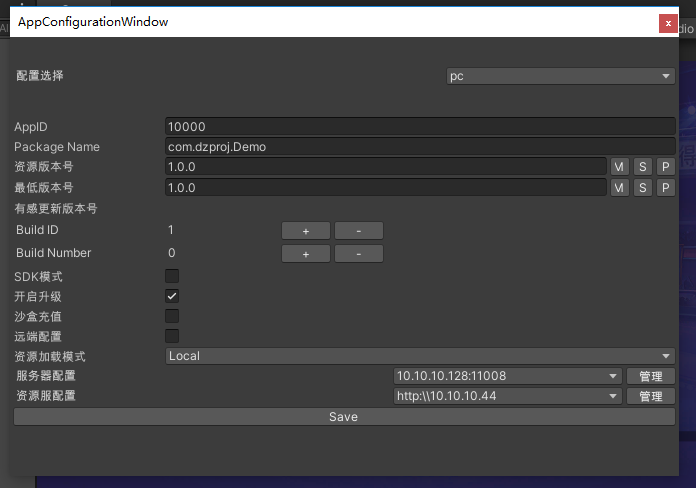 AppConfigurationWindow
x
配置选择 pc
AppID 10000
Package Name com.dzproj.Demo
资源版本号 1.0.0 M S P
最低版本号 1.0.0 M S P
有感更新版本号
Build ID 1 + -
Build Number 0 + -
SDK模式
开启升级
沙盒充值
远端配置
资源加载模式 Local
服务器配置 10.10.10.128:11008 管理
资源服配置 http:\\10.10.10.44 管理
Save
得
dio